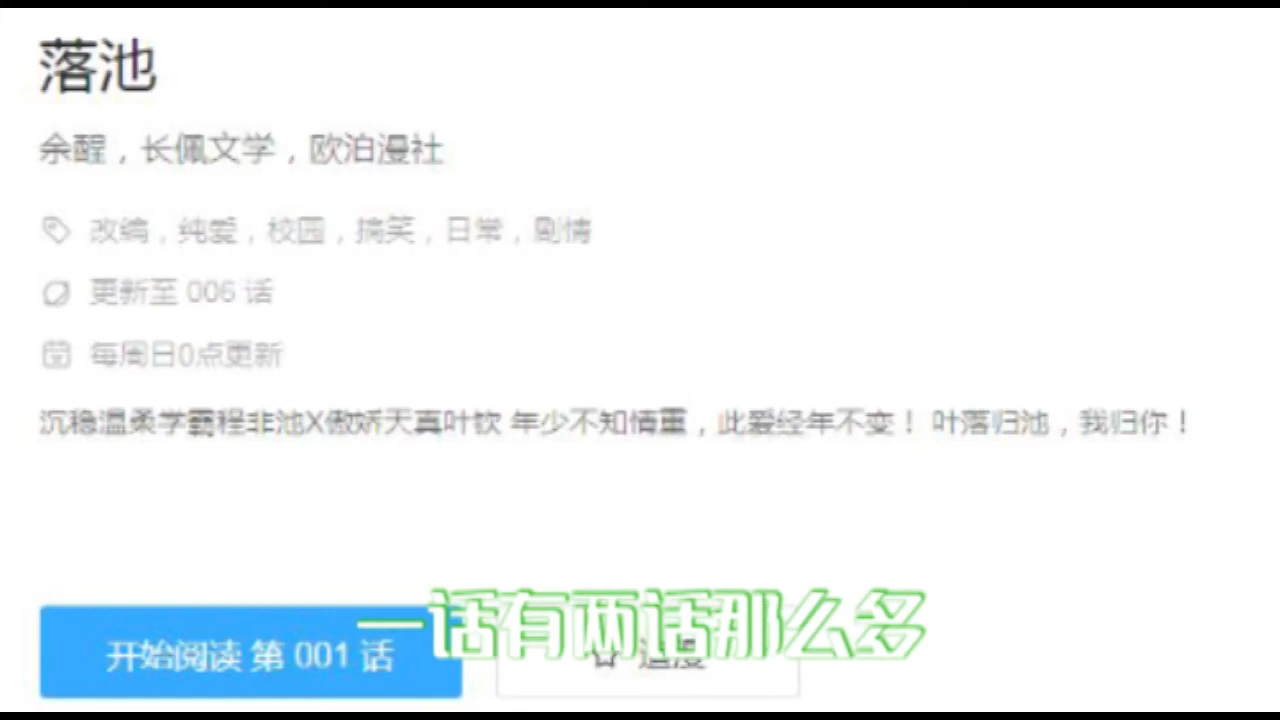 落池
余醒，长佩文学，欧泊漫社
改编，纯爱，校园，搞笑，日常，剧情
更新至 006 话
每周日0点更新
沉稳温柔学霸程非池X傲娇天真叶钦 年少不知情重，此爱经年不变！ 叶落归池，我归你！
一话有两话那么多
开始阅读 第 001 话
追漫